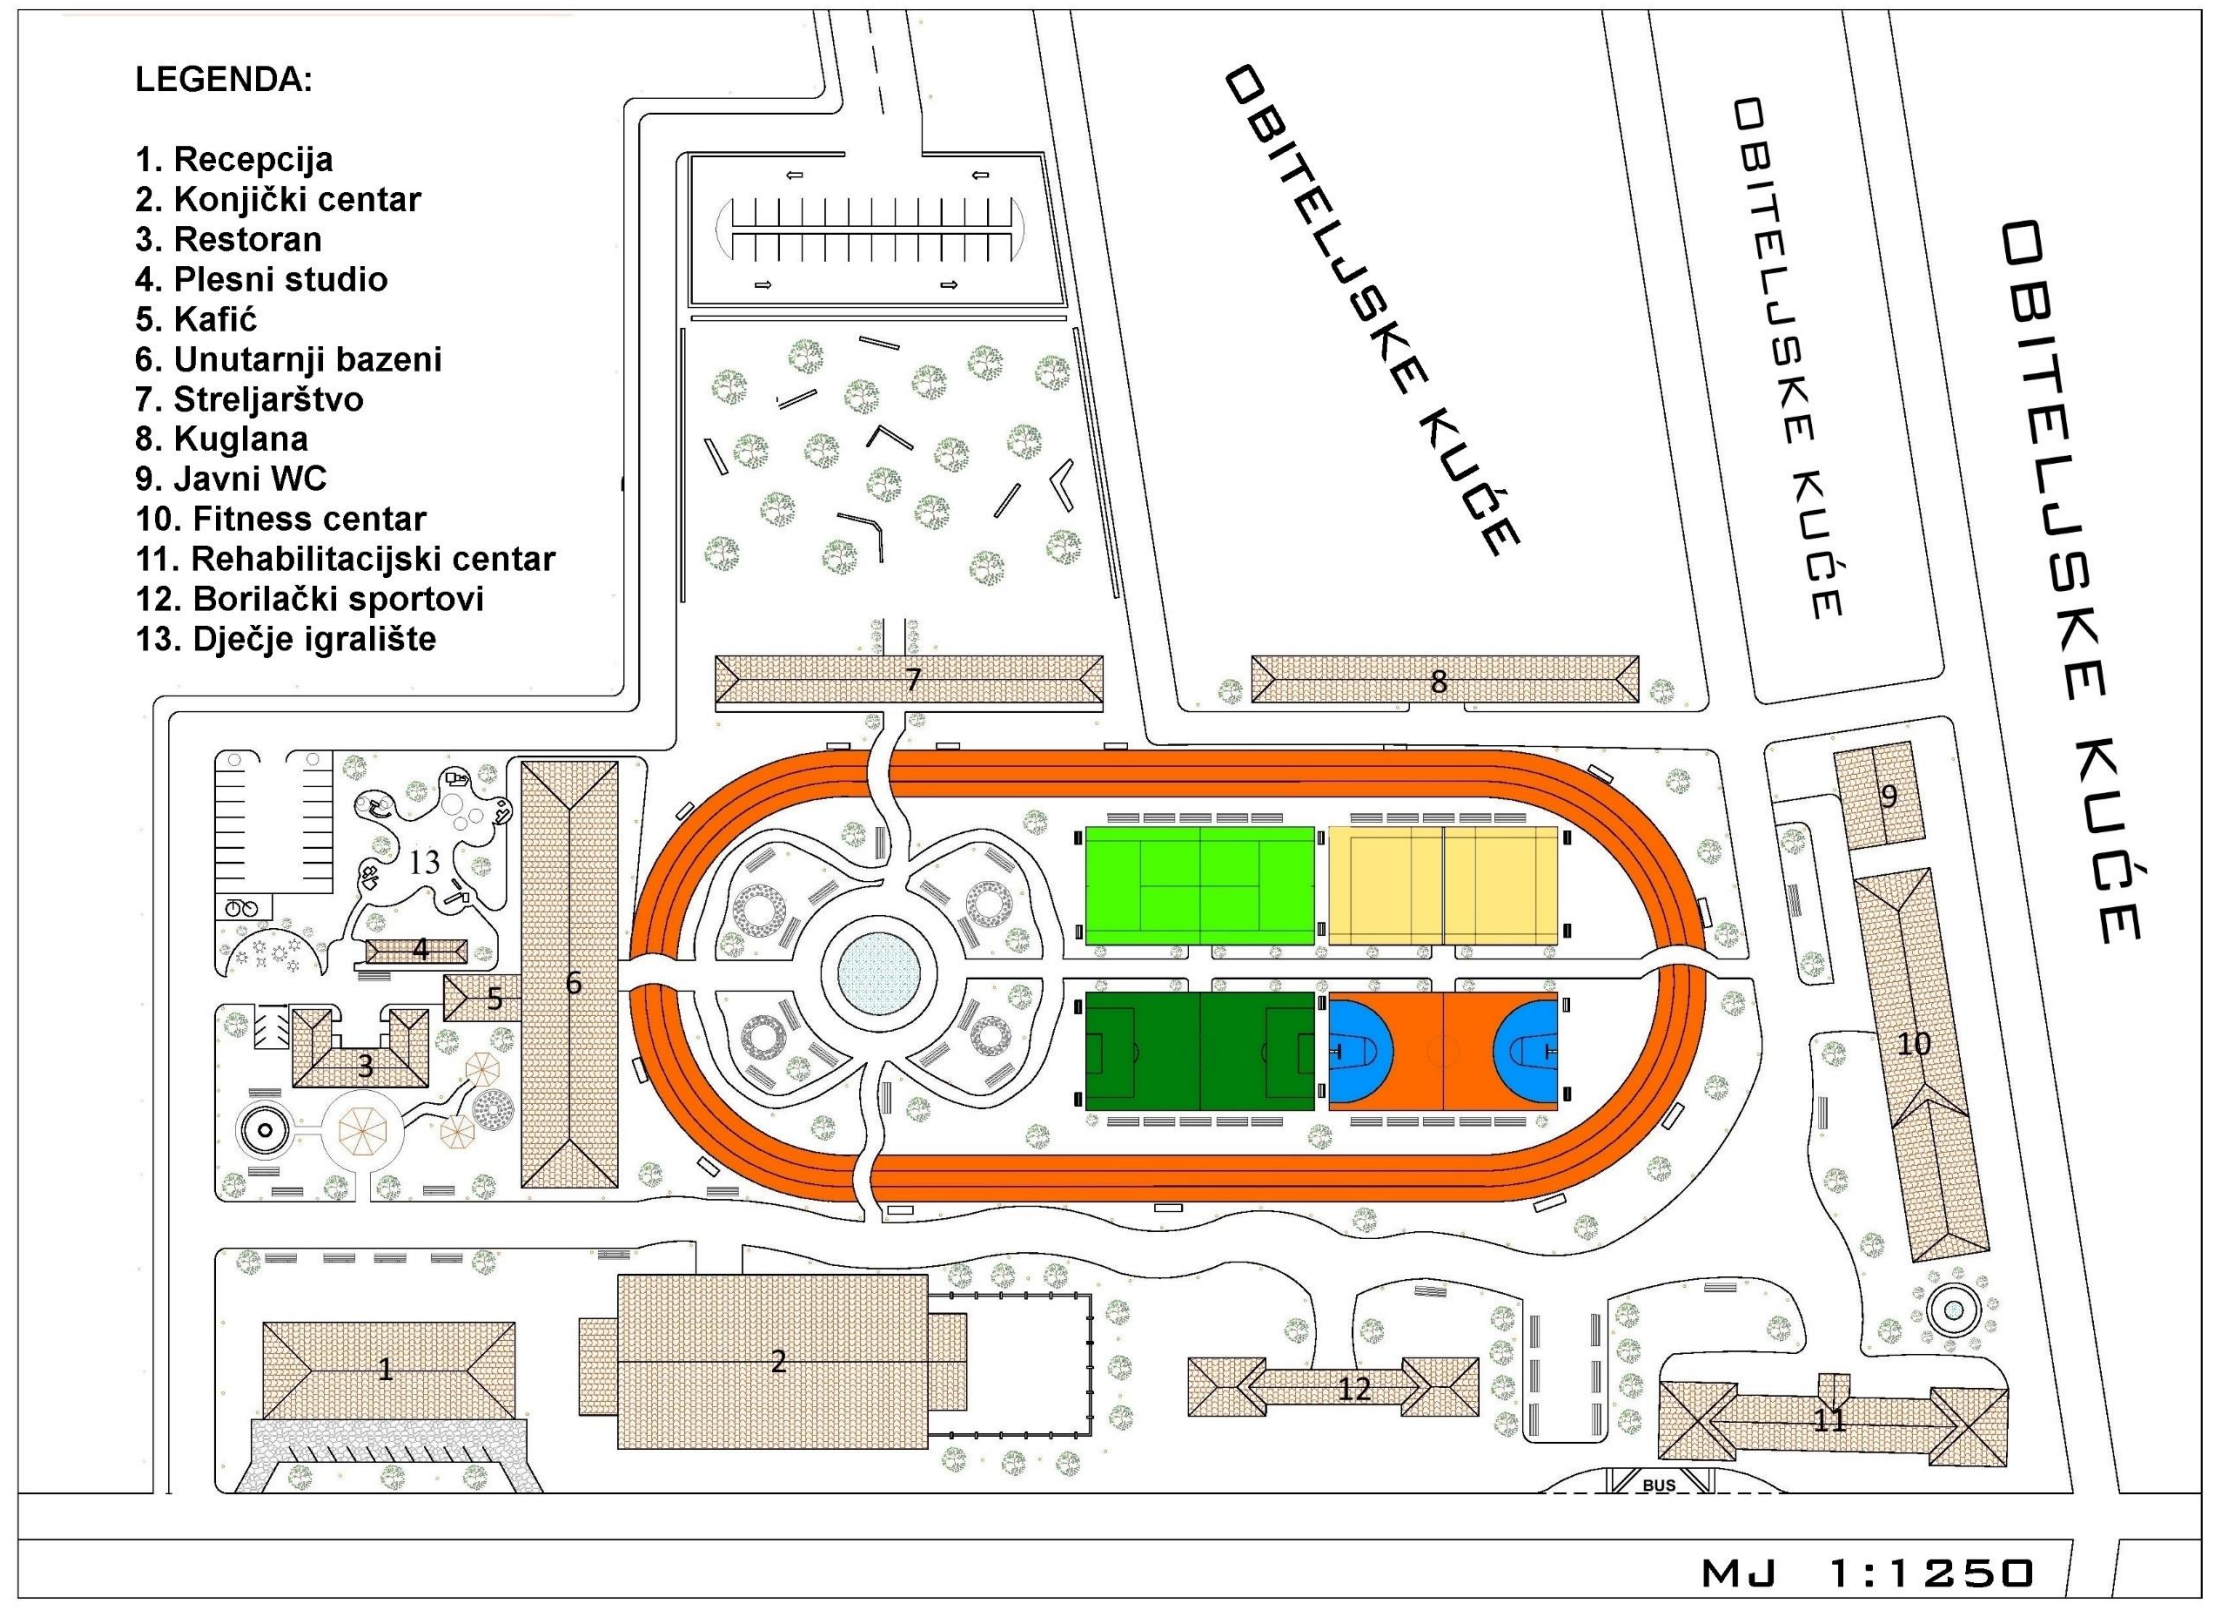 LEGENDA:
1. Recepcija
2. Konjički centar
3. Restoran
4. Plesni studio
5. Kafić
6. Unutarnji bazeni
7. Streljarštvo
8. Kuglana
9. Javni WC
10. Fitness centar
11. Rehabilitacijski centar
12. Borilački sportovi
13. Dječje igralište
OBITELJSKE KUĆE
OBITELJSKE KUĆE
OBITELJSKE KUĆE
7
8
9
13
4
5
6
3
10
1
2
12
11
BUS
MJ 1:1250